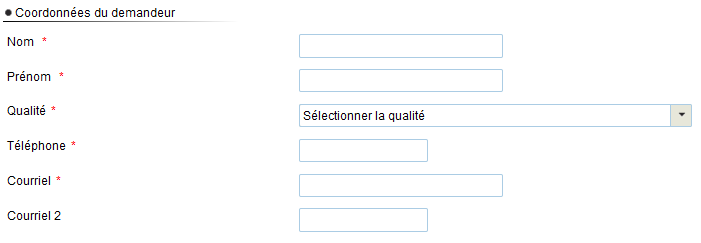 Coordonnées du demandeur
Nom *
Prénom *
Qualité * Sélectionner la qualité
Téléphone *
Courriel *
Courriel 2